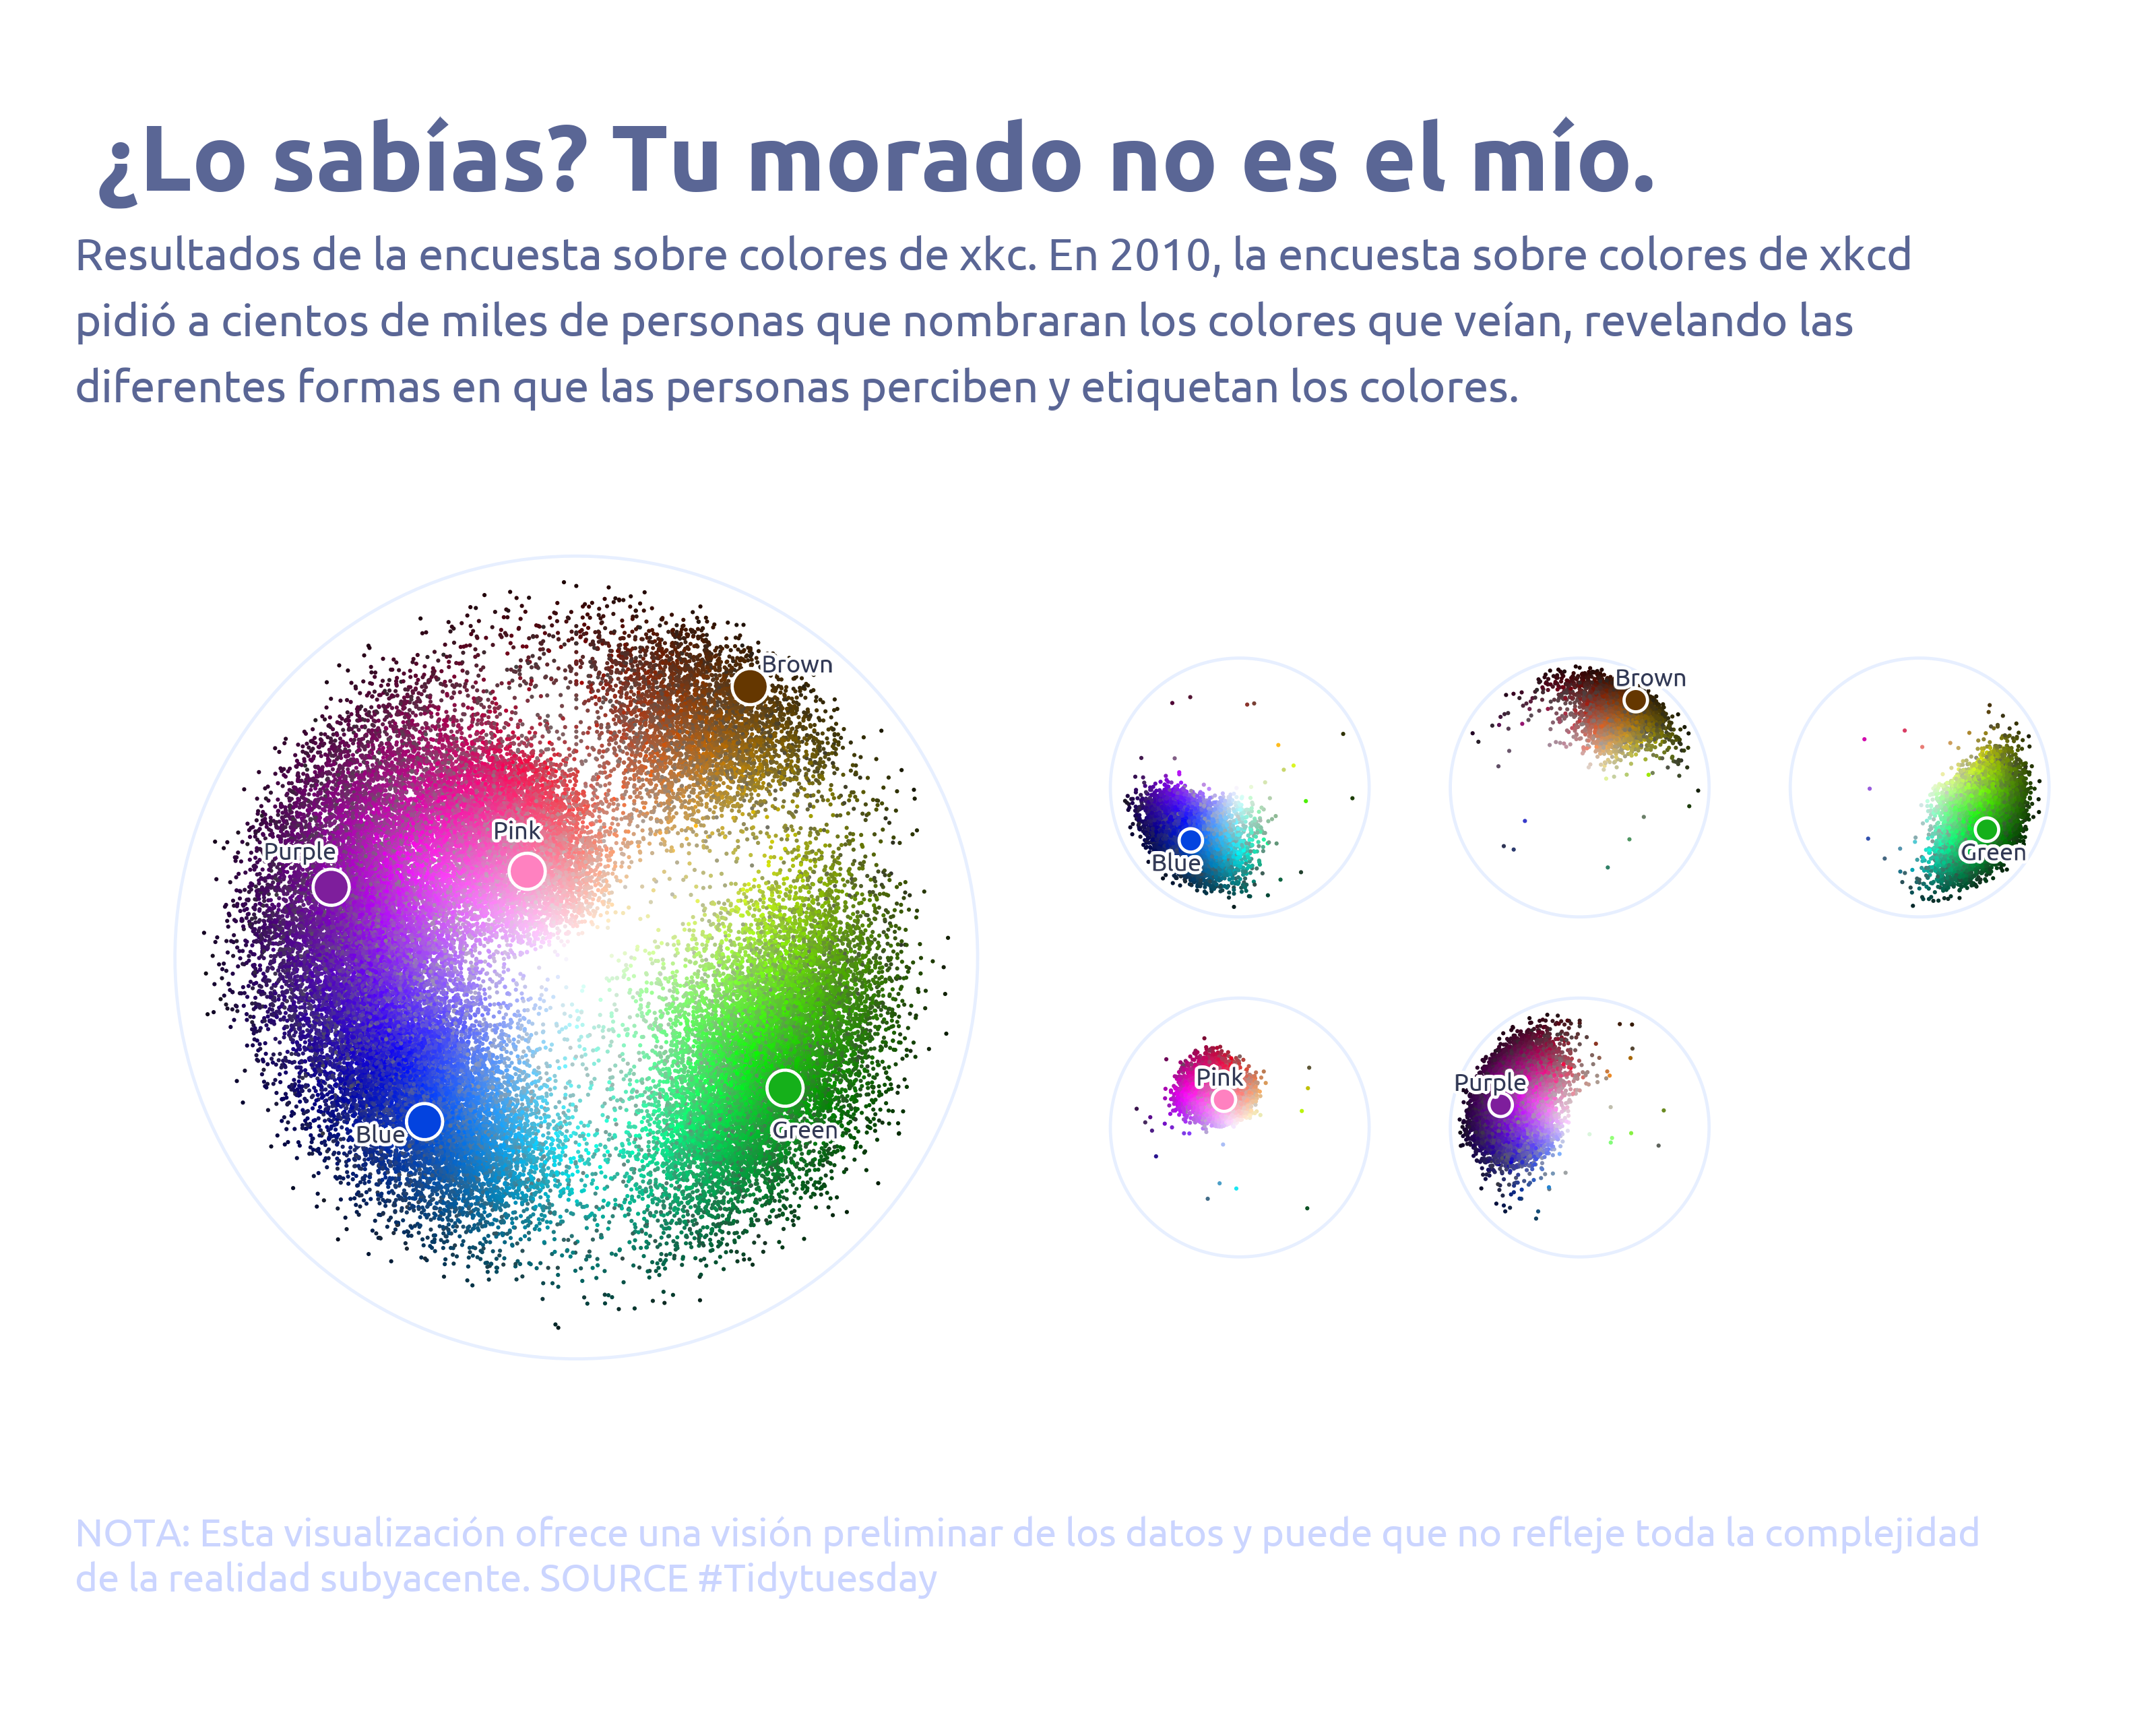 ¿Lo sabías? Tu morado no es el mío.
Resultados de la encuesta sobre colores de xkc. En 2010, la encuesta sobre colores de xkcd
pidió a cientos de miles de personas que nombraran los colores que veían, revelando las
diferentes formas en que las personas perciben y etiquetan los colores.
Brown
Pink
Purple
Blue
Green
Blue
Brown
Green
Pink
Purple
NOTA: Esta visualización ofrece una visión preliminar de los datos y puede que no refleje toda la complejidad
de la realidad subyacente. SOURCE #Tidytuesday